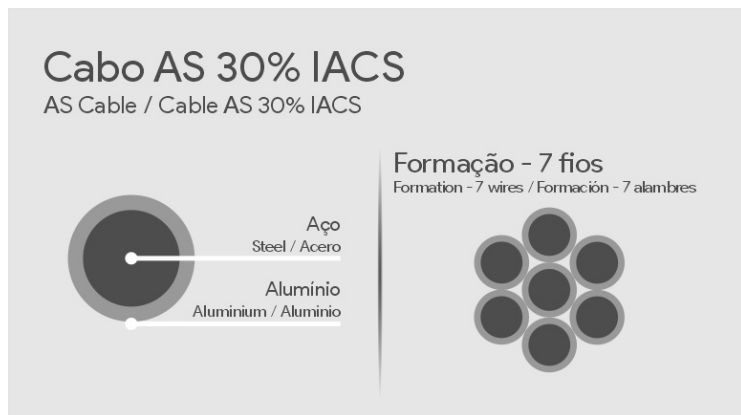 Cabo AS 30% IACS
AS Cable / Cable AS 30% IACS
Aço
Steel / Acero
Alumínio
Aluminium / Aluminio
Formação - 7 fios
Formation - 7 wires / Formación - 7 alambres